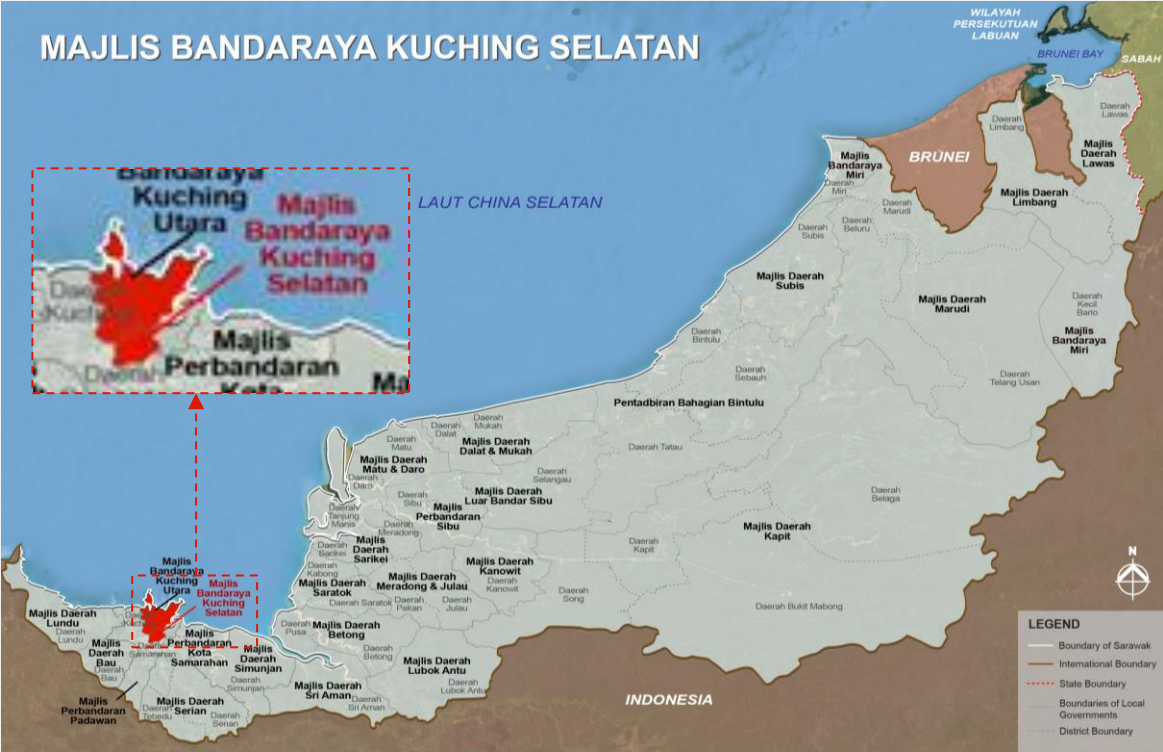 MAJLIS BANDARAYA KUCHING SELATAN
WILAYAH
PERSEKUTUAN
LABUAN
BRUNEI BAY
SABAH
Daerah
Lawas
Daerah
Limbang
Majlis
Daerah
Lawas
BRUNEI
Majlis
Bandaraya
Miri
Daerah
Miri
Majlis Daerah
Limbang
Daerah
Marudi
LAUT CHINA SELATAN
Daerah
Subis
Daerah
Beluru
Bandaraya
Kuching
Utara
Majlis
Bandaraya
Kuching
Selatan
Daerah
Kuching
Majlis
Perbandaran
Kota
Daerah
Ma
Majlis Daerah
Subis
Majlis Daerah
Marudi
Daerah
Kecil
Bario
Majlis
Bandaraya
Miri
Daerah
Bintulu
Daerah
Sebauh
Daerah
Telang Usan
Pentadbiran Bahagian Bintulu
Daerah
Mukah
Daerah
Dalat
Daerah
Matu
Majlis Daerah
Dalat & Mukah
Daerah Tatau
Majlis Daerah
Matu & Daro
Daerah
Daro
Daerah
Selangau
Daerah
Sibu
Majlis Daerah
Luar Bandar Sibu
Daerah
Belaga
Daerah
Tanjung
Manis
Majlis
Perbandaran
Sibu
Daerah
Meradong
Majlis Daerah
Kapit
Daerah
Sarikei
Majlis
Daerah
Sarikei
Daerah
Kapit
Daerah
Kabong
Majlis Daerah
Kanowit
Daerah
Kanowit
Majlis Daerah
Saratok
Majlis Daerah
Meradong & Julau
Daerah
Song
Daerah Saratok
Daerah
Pakan
Daerah
Julau
Daerah Bukit Mabong
Majlis
Bandaraya
Kuching
Utara
Majlis
Bandaraya
Kuching
Selatan
Majlis Daerah
Lundu
Daerah
Lundu
Daerah
Kuching
Daerah
Pusa
Majlis Daerah
Betong
Majlis
Daerah
Bau
Daerah
Bau
Daerah
Samarahan
Majlis
Perbandaran
Kota
Samarahan
Majlis
Daerah
Simunjan
Daerah
Betong
Majlis Daerah
Lubok Antu
Daerah
Simunjan
Majlis Daerah
Sri Aman
Daerah
Lubok Antu
Daerah
Sri Aman
Majlis
Perbandaran
Padawan
Daerah
Tebedu
Majlis Daerah
Serian
Daerah
Serian
INDONESIA
N
LEGEND
Boundary of Sarawak
International Boundary
State Boundary
Boundaries of Local
Governments
District Boundary